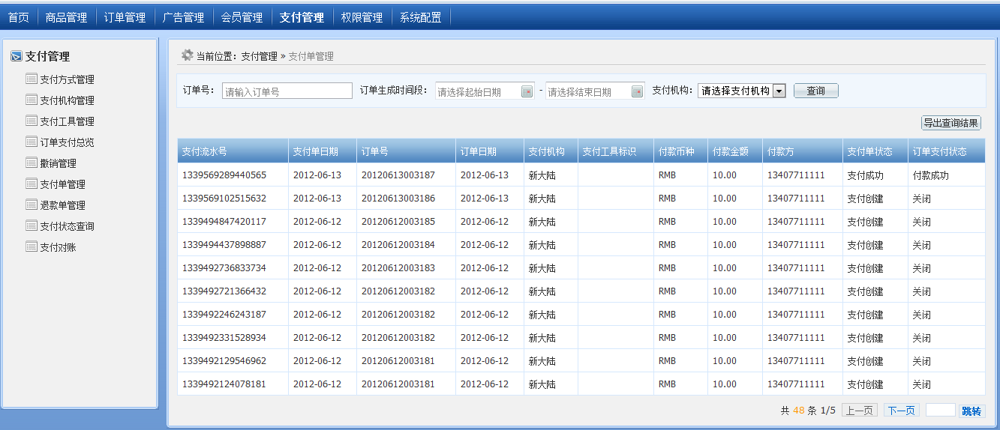 首页 商品管理 订单管理 广告管理 会员管理 支付管理 权限管理 系统配置
支付管理
支付方式管理
支付机构管理
支付工具管理
订单支付总览
撤销管理
支付单管理
退款单管理
支付状态查询
支付对账
当前位置：支付管理 » 支付单管理
订单号： 请输入订单号 订单生成时间段： 请选择起始日期 - 请选择结束日期 支付机构： 请选择支付机构 查询
导出查询结果
支付流水号 支付单日期 订单号 订单日期 支付机构 支付工具标识 付款币种 付款金额 付款方 支付单状态 订单支付状态
1339569289440565 2012-06-13 20120613003187 2012-06-13 新大陆 RMB 10.00 13407711111 支付成功 付款成功
1339569102515632 2012-06-13 20120613003186 2012-06-13 新大陆 RMB 10.00 13407711111 支付创建 关闭
1339494847420117 2012-06-12 20120612003185 2012-06-12 新大陆 RMB 10.00 13407711111 支付创建 关闭
1339494437898887 2012-06-12 20120612003184 2012-06-12 新大陆 RMB 10.00 13407711111 支付创建 关闭
1339492736833734 2012-06-12 20120612003183 2012-06-12 新大陆 RMB 10.00 13407711111 支付创建 关闭
1339492721366432 2012-06-12 20120612003182 2012-06-12 新大陆 RMB 10.00 13407711111 支付创建 关闭
1339492246243187 2012-06-12 20120612003182 2012-06-12 新大陆 RMB 10.00 13407711111 支付创建 关闭
1339492331528934 2012-06-12 20120612003182 2012-06-12 新大陆 RMB 10.00 13407711111 支付创建 关闭
1339492129546962 2012-06-12 20120612003181 2012-06-12 新大陆 RMB 10.00 13407711111 支付创建 关闭
1339492124078181 2012-06-12 20120612003181 2012-06-12 新大陆 RMB 10.00 13407711111 支付创建 关闭
共 48 条 1/5 上一页 下一页 跳转